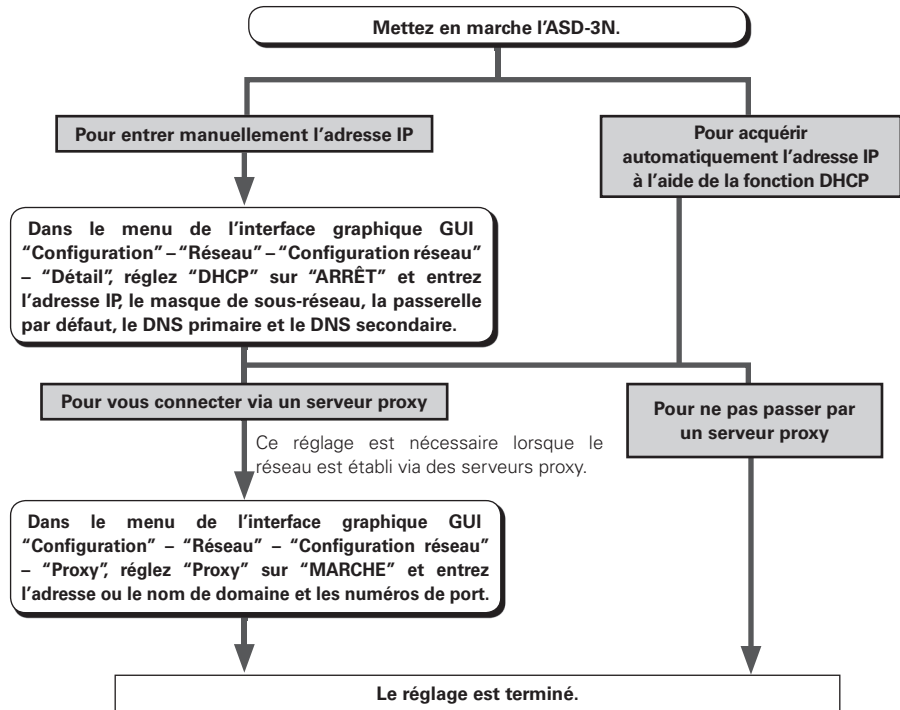 Mettez en marche l'ASD-3N.
Pour entrer manuellement l'adresse IP
Pour acquérir
automatiquement l'adresse IP
à l'aide de la fonction DHCP
Dans le menu de l'interface graphique GUI
"Configuration" – "Réseau" – "Configuration réseau"
– "Détail", réglez "DHCP" sur "ARRÊT" et entrez
l'adresse IP, le masque de sous-réseau, la passerelle
par défaut, le DNS primaire et le DNS secondaire.
Pour vous connecter via un serveur proxy
Pour ne pas passer par
un serveur proxy
Ce réglage est nécessaire lorsque le
réseau est établi via des serveurs proxy.
Dans le menu de l'interface graphique GUI
"Configuration" – "Réseau" – "Configuration réseau"
– "Proxy", réglez "Proxy" sur "MARCHE" et entrez
l'adresse ou le nom de domaine et les numéros de port.
Le réglage est terminé.